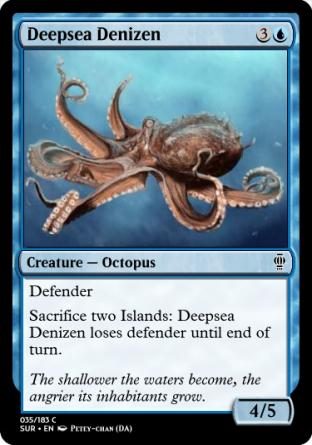 Deepsea Denizen 3
Creature — Octopus
Defender
Sacrifice two Islands: Deepsea
Denizen loses defender until end
of turn.
The shallower the waters become, the
angrier its inhabitants grow.
4/5
035/183 C
SUR • EN Petey-chan (DA)